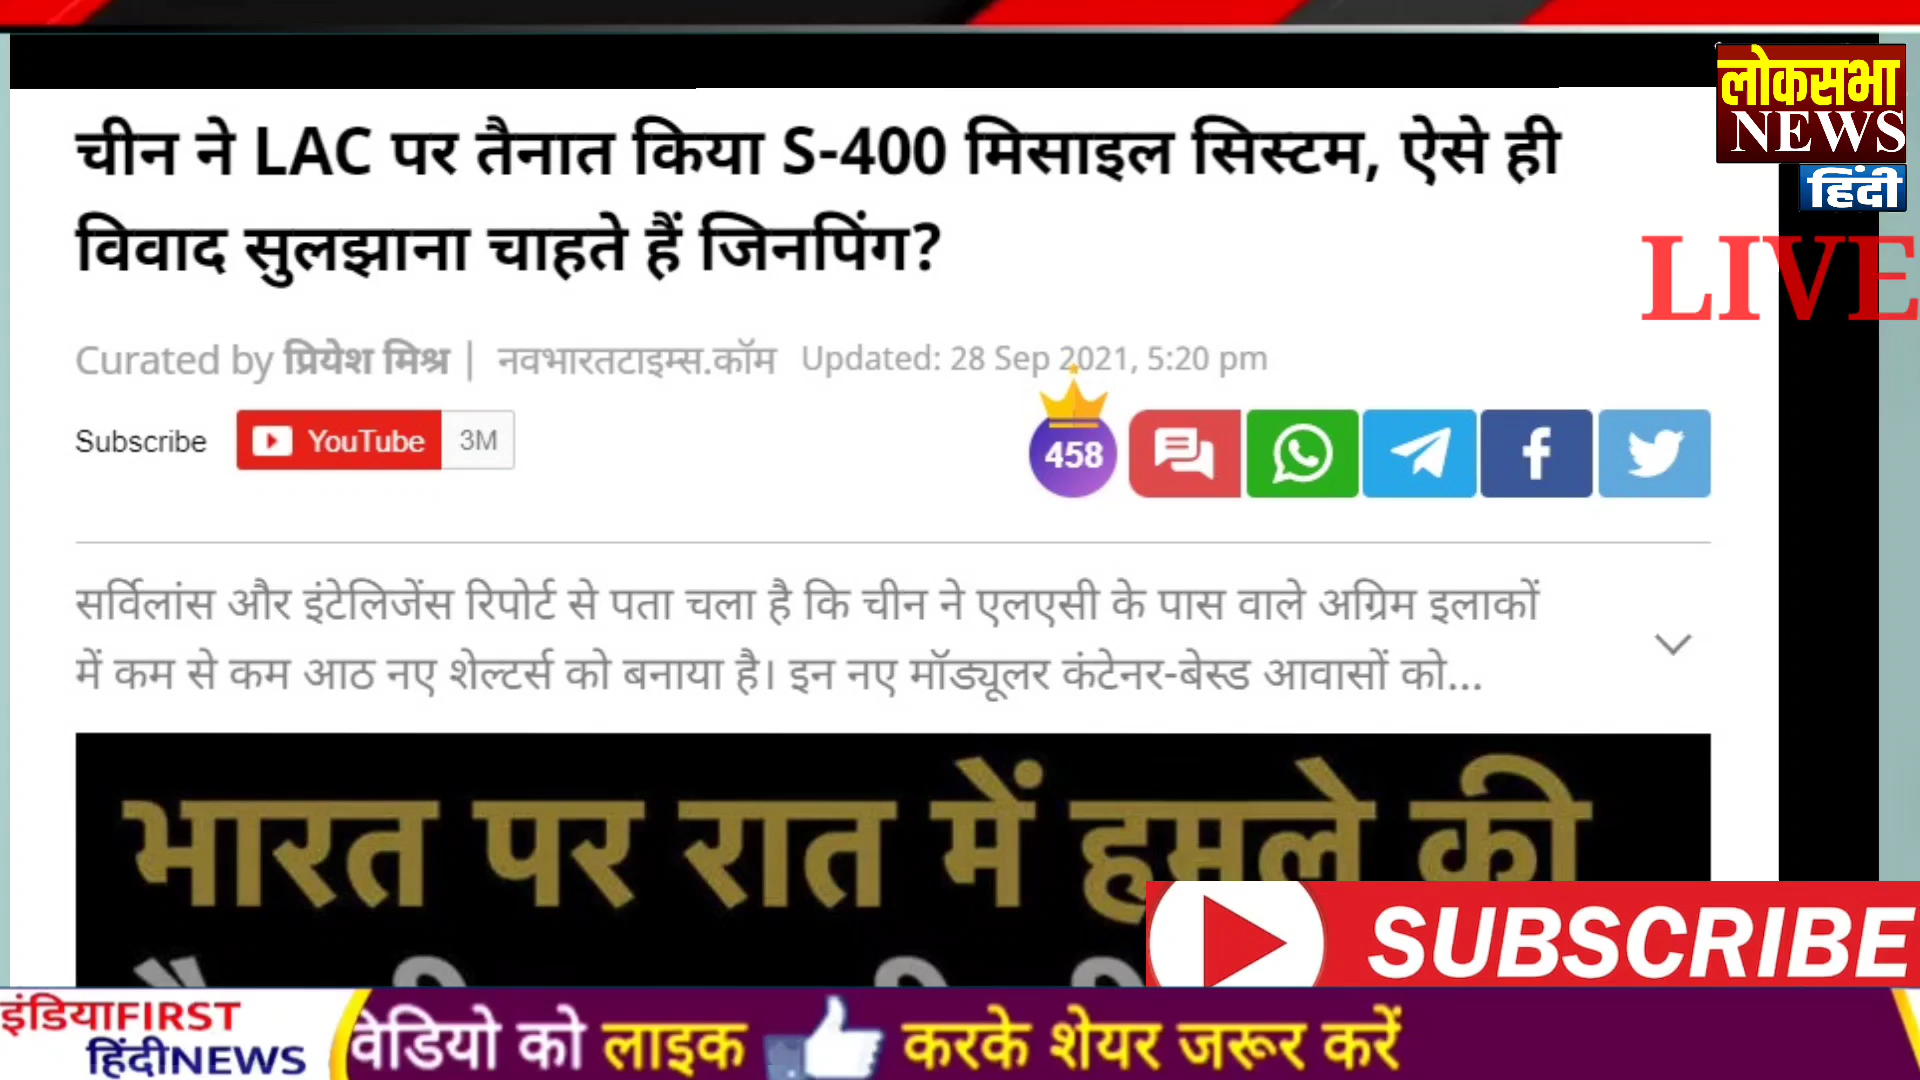 लोकसभा
NEWS
हिंदी
LIVE
चीन ने LAC पर तैनात किया S-400 मिसाइल सिस्टम, ऐसे ही
विवाद सुलझाना चाहते हैं जिनपिंग?
Curated by प्रियेश मिश्र | नवभारतटाइम्स.कॉम Updated: 28 Sep 2021, 5:20 pm
Subscribe YouTube 3M
458
सर्विलांस और इंटेलिजेंस रिपोर्ट से पता चला है कि चीन ने एलएसी के पास वाले अग्रिम इलाकों
में कम से कम आठ नए शेल्टर्स को बनाया है। इन नए मॉड्यूलर कंटेनर-बेस्ड आवासों को...
भारत पर रात में हमले की
SUBSCRIBE
इंडियाFIRST
हिंदीNEWS
वेडियो को लाइक करके शेयर जरूर करें